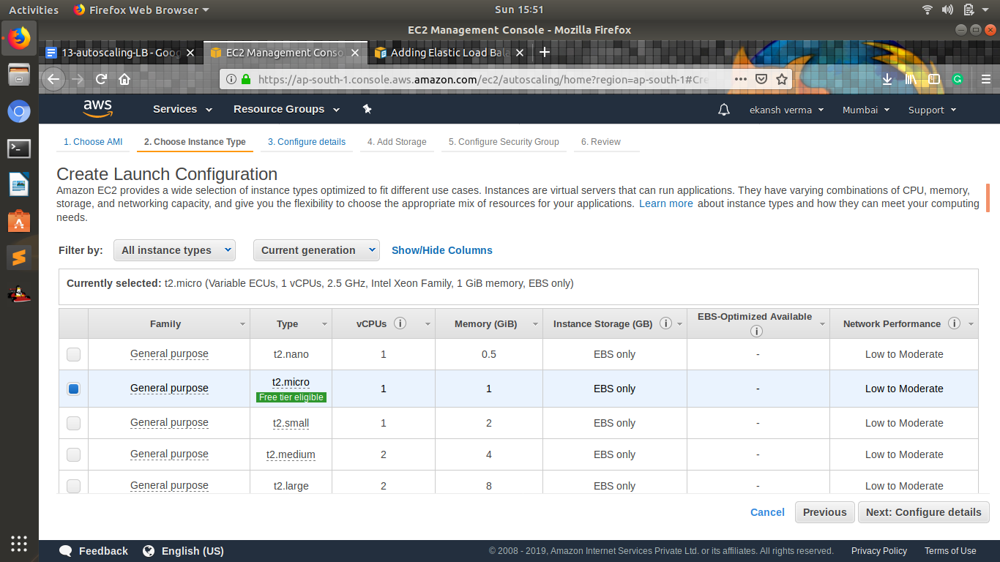 Activities Firefox Web Browser Sun 15:51
EC2 Management Console - Mozilla Firefox
13-autoscaling-LB - Goog EC2 Management Conso Adding Elastic Load Bala
https://ap-south-1.console.aws.amazon.com/ec2/autoscaling/home?region=ap-south-1#Cre
aws Services Resource Groups ekansh verma Mumbai Support
1. Choose AMI 2. Choose Instance Type 3. Configure details 4. Add Storage 5. Configure Security Group 6. Review
Create Launch Configuration
Amazon EC2 provides a wide selection of instance types optimized to fit different use cases. Instances are virtual servers that can run applications. They have varying combinations of CPU, memory,
storage, and networking capacity, and give you the flexibility to choose the appropriate mix of resources for your applications. Learn more about instance types and how they can meet your computing
needs.
Filter by: All instance types Current generation Show/Hide Columns
Currently selected: t2.micro (Variable ECUs, 1 vCPUs, 2.5 GHz, Intel Xeon Family, 1 GiB memory, EBS only)
Family Type vCPUs Memory (GiB) Instance Storage (GB) EBS-Optimized Available Network Performance
General purpose t2.nano 1 0.5 EBS only - Low to Moderate
General purpose t2.micro 1 1 EBS only - Low to Moderate
Free tier eligible
General purpose t2.small 1 2 EBS only - Low to Moderate
General purpose t2.medium 2 4 EBS only - Low to Moderate
General purpose t2.large 2 8 EBS only - Low to Moderate
Cancel Previous Next: Configure details
Feedback English (US) © 2008 - 2019, Amazon Internet Services Private Ltd. or its affiliates. All rights reserved. Privacy Policy Terms of Use